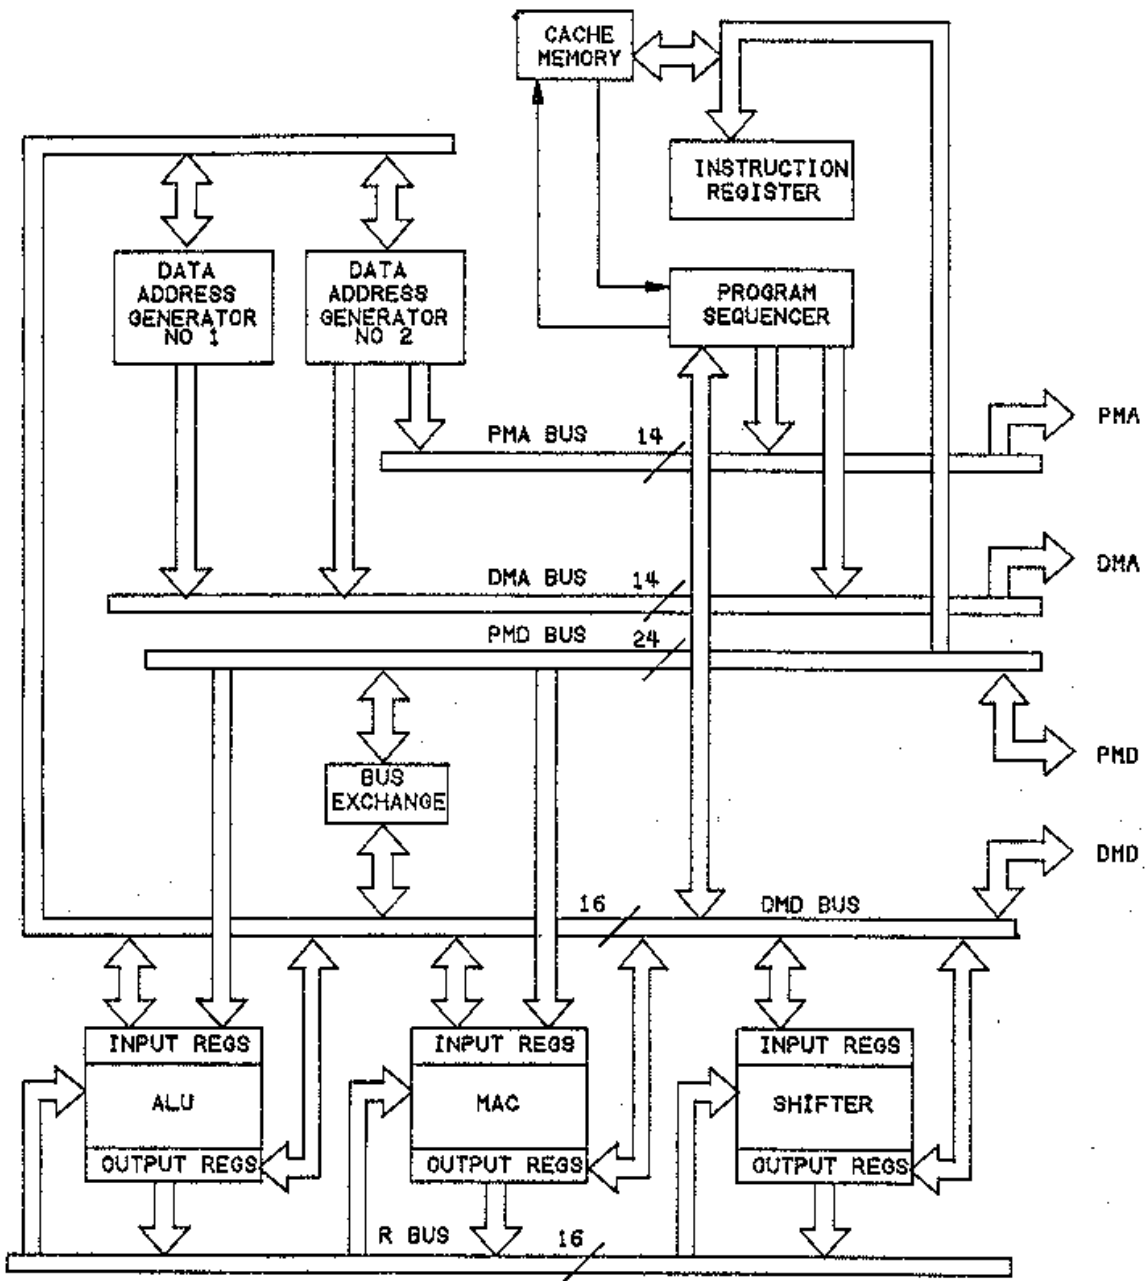 CACHE
MEMORY
INSTRUCTION
REGISTER
DATA
ADDRESS
GENERATOR
NO 1
DATA
ADDRESS
GENERATOR
NO 2
PROGRAM
SEQUENCER
PMA BUS
14
PMA
DMA BUS
14
DMA
PMD BUS
24
PMD
BUS
EXCHANGE
DMD
16
DMD BUS
INPUT REGS
ALU
OUTPUT REGS
INPUT REGS
MAC
OUTPUT REGS
INPUT REGS
SHIFTER
OUTPUT REGS
R BUS
16